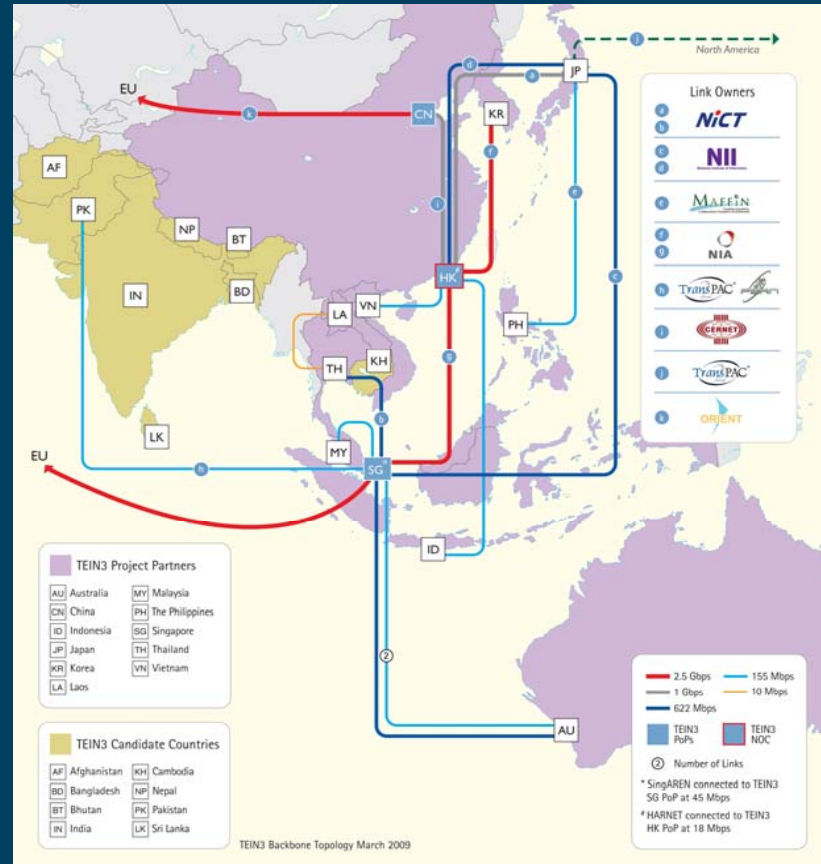 EU
k
CN
d
a
JP
j
North America
KR
f
i
e
c
AF
PK
NP
BT
IN
BD
LK
HK#
LA
VN
PH
TH
KH
g
b
MY
SG*
EU
h
ID
2
AU
Link Owners
a
b
NiCT
c
d
NII
e
MAFFIN
f
g
NIA
h
TransPAC2
i
CERNET
j
TransPAC2
k
ORIENT
TEIN3 Project Partners
AU Australia
CN China
ID Indonesia
JP Japan
KR Korea
LA Laos
MY Malaysia
PH The Philippines
SG Singapore
TH Thailand
VN Vietnam
TEIN3 Candidate Countries
AF Afghanistan
BD Bangladesh
BT Bhutan
IN India
KH Cambodia
NP Nepal
PK Pakistan
LK Sri Lanka
TEIN3 Backbone Topology March 2009
2.5 Gbps
1 Gbps
622 Mbps
155 Mbps
10 Mbps
TEIN3
PoPs
TEIN3
NOC
2 Number of Links
* SingAREN connected to TEIN3
SG PoP at 45 Mbps
# HARNET connected to TEIN3
HK PoP at 18 Mbps